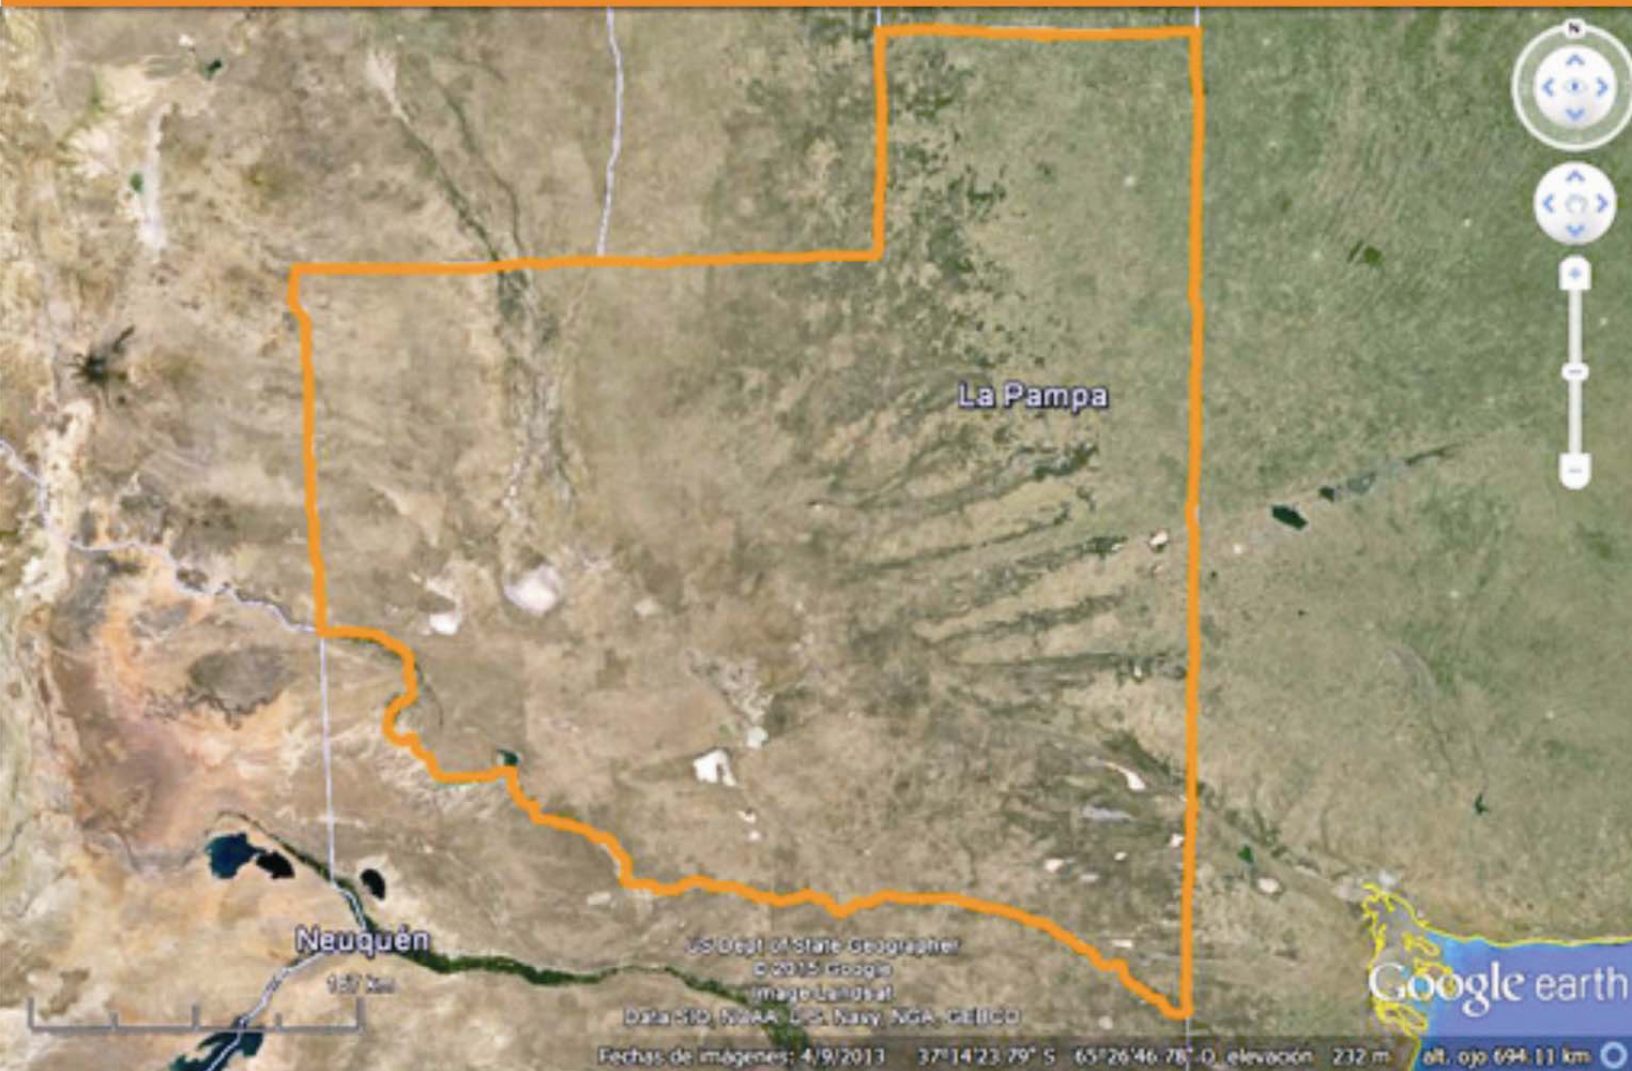 N
La Pampa
Neuquén
167 km
US Dept of State Geographer
© 2015 Google
Image Landsat
Data SIO, NOAA, U.S. Navy, NGA, GEBCO
Google earth
Fechas de imágenes: 4/9/2013 37°14'23.79" S 65°26'46.78" O elevación 232 m alt. ojo 694.11 km